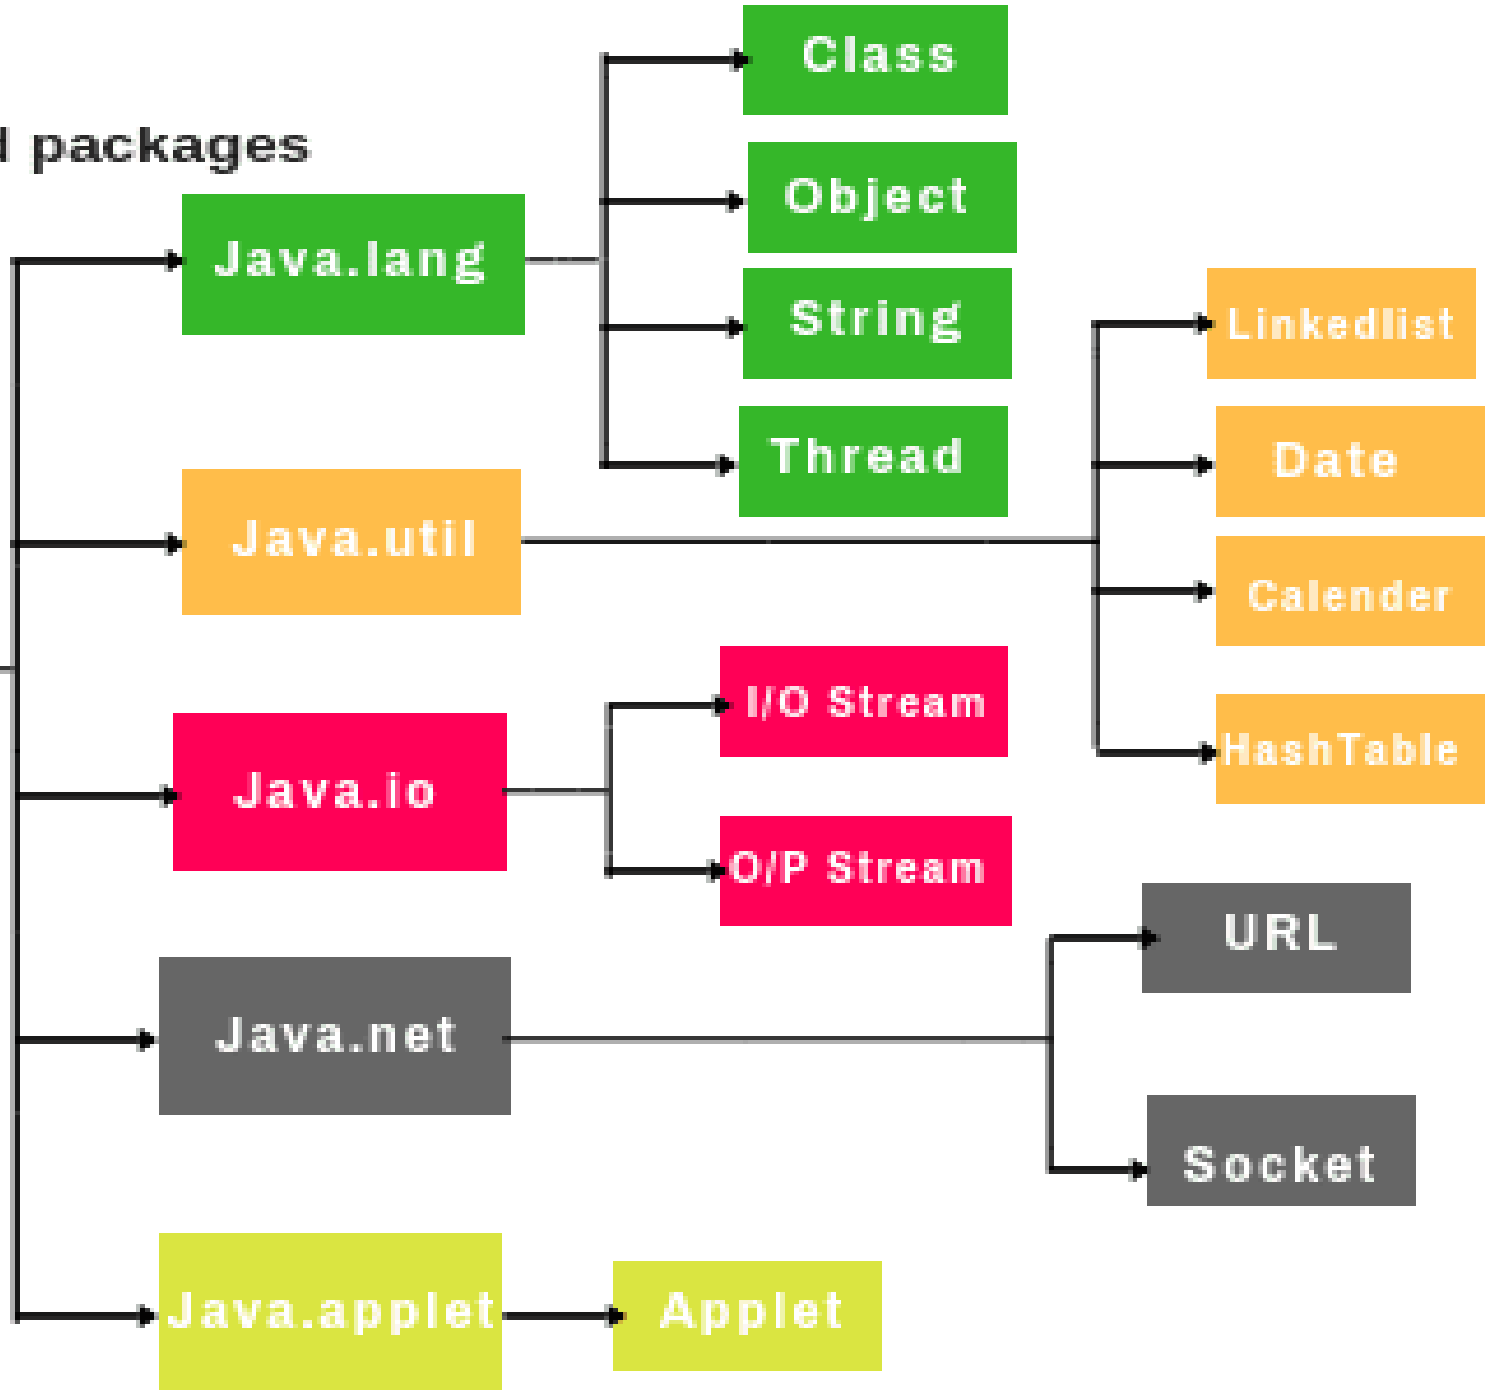 packages
Java.lang
Class
Object
String
Thread
Java.util
Linkedlist
Date
Calender
HashTable
Java.io
I/O Stream
O/P Stream
Java.net
URL
Socket
Java.applet
Applet